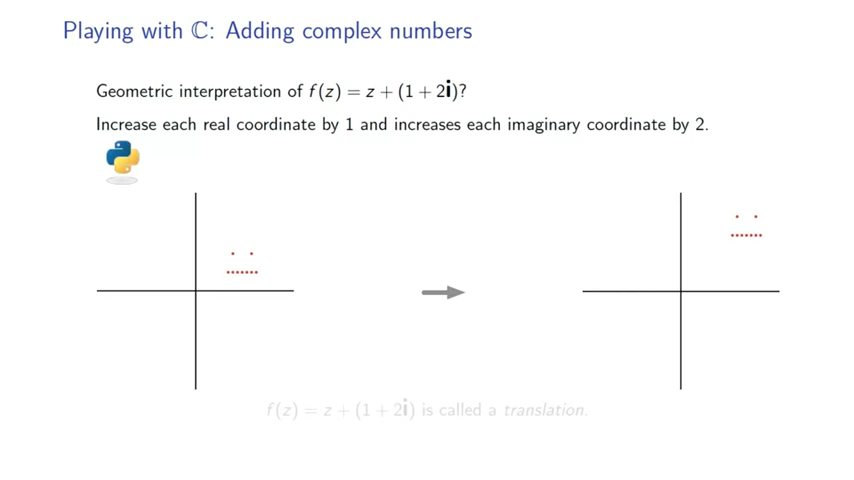 Playing with ℂ: Adding complex numbers
Geometric interpretation of f(z) = z + (1 + 2i)?
Increase each real coordinate by 1 and increases each imaginary coordinate by 2.
f(z) = z + (1 + 2i) is called a translation.